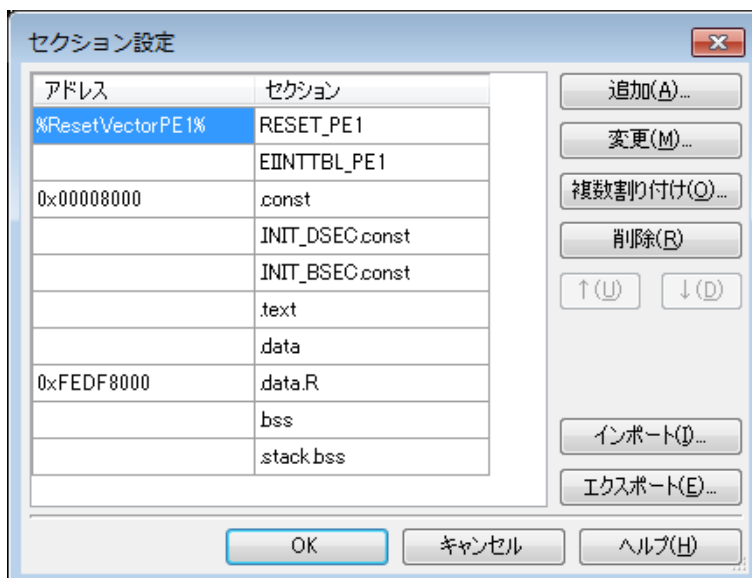 セクション設定
アドレス セクション
%ResetVectorPE1% RESET_PE1
EIINTTBL_PE1
0x00008000 .const
INIT_DSEC.const
INIT_BSEC.const
.text
.data
0xFEDF8000 .data.R
.bss
.stack.bss
追加(A)...
変更(M)...
複数割り付け(O)...
削除(R)
↑(U) ↓(D)
インポート(I)...
エクスポート(E)...
OK キャンセル ヘルプ(H)